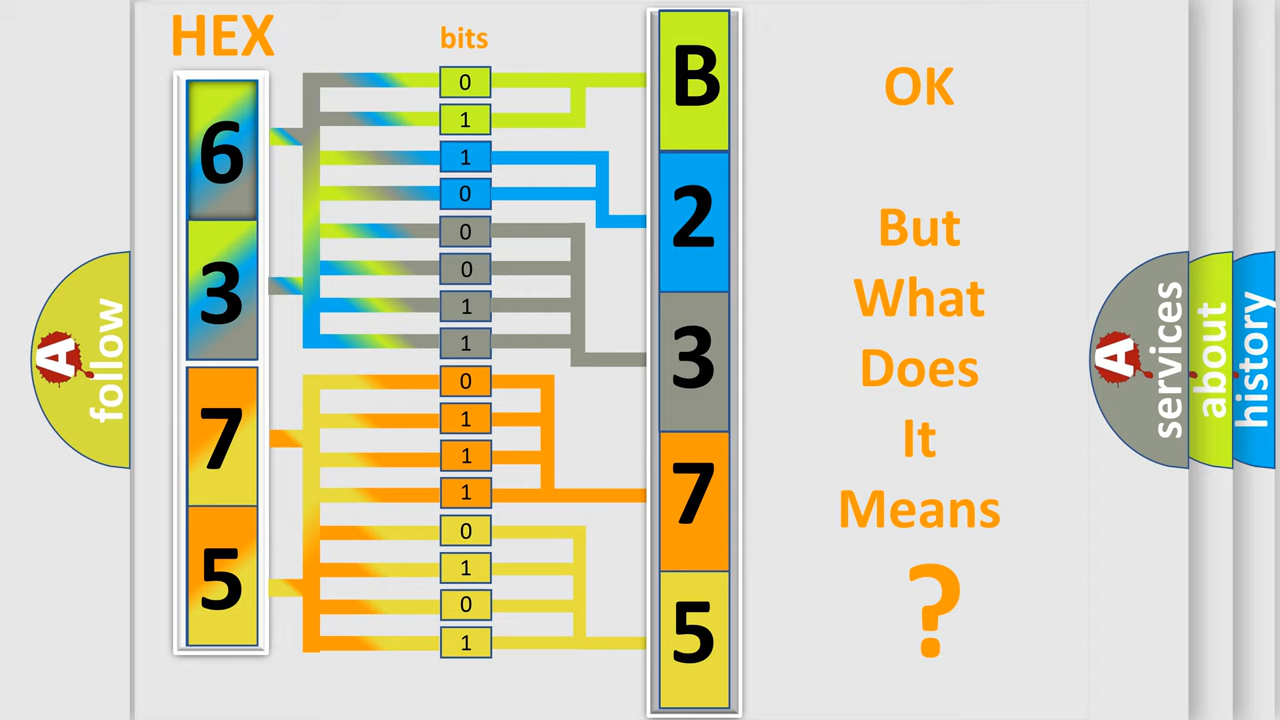 HEX
bits
6
3
7
5
0
1
1
0
0
0
1
1
0
1
1
1
0
1
0
1
B
2
3
7
5
OK
But
What
Does
It
Means
?
A
follow
A
services
about
history